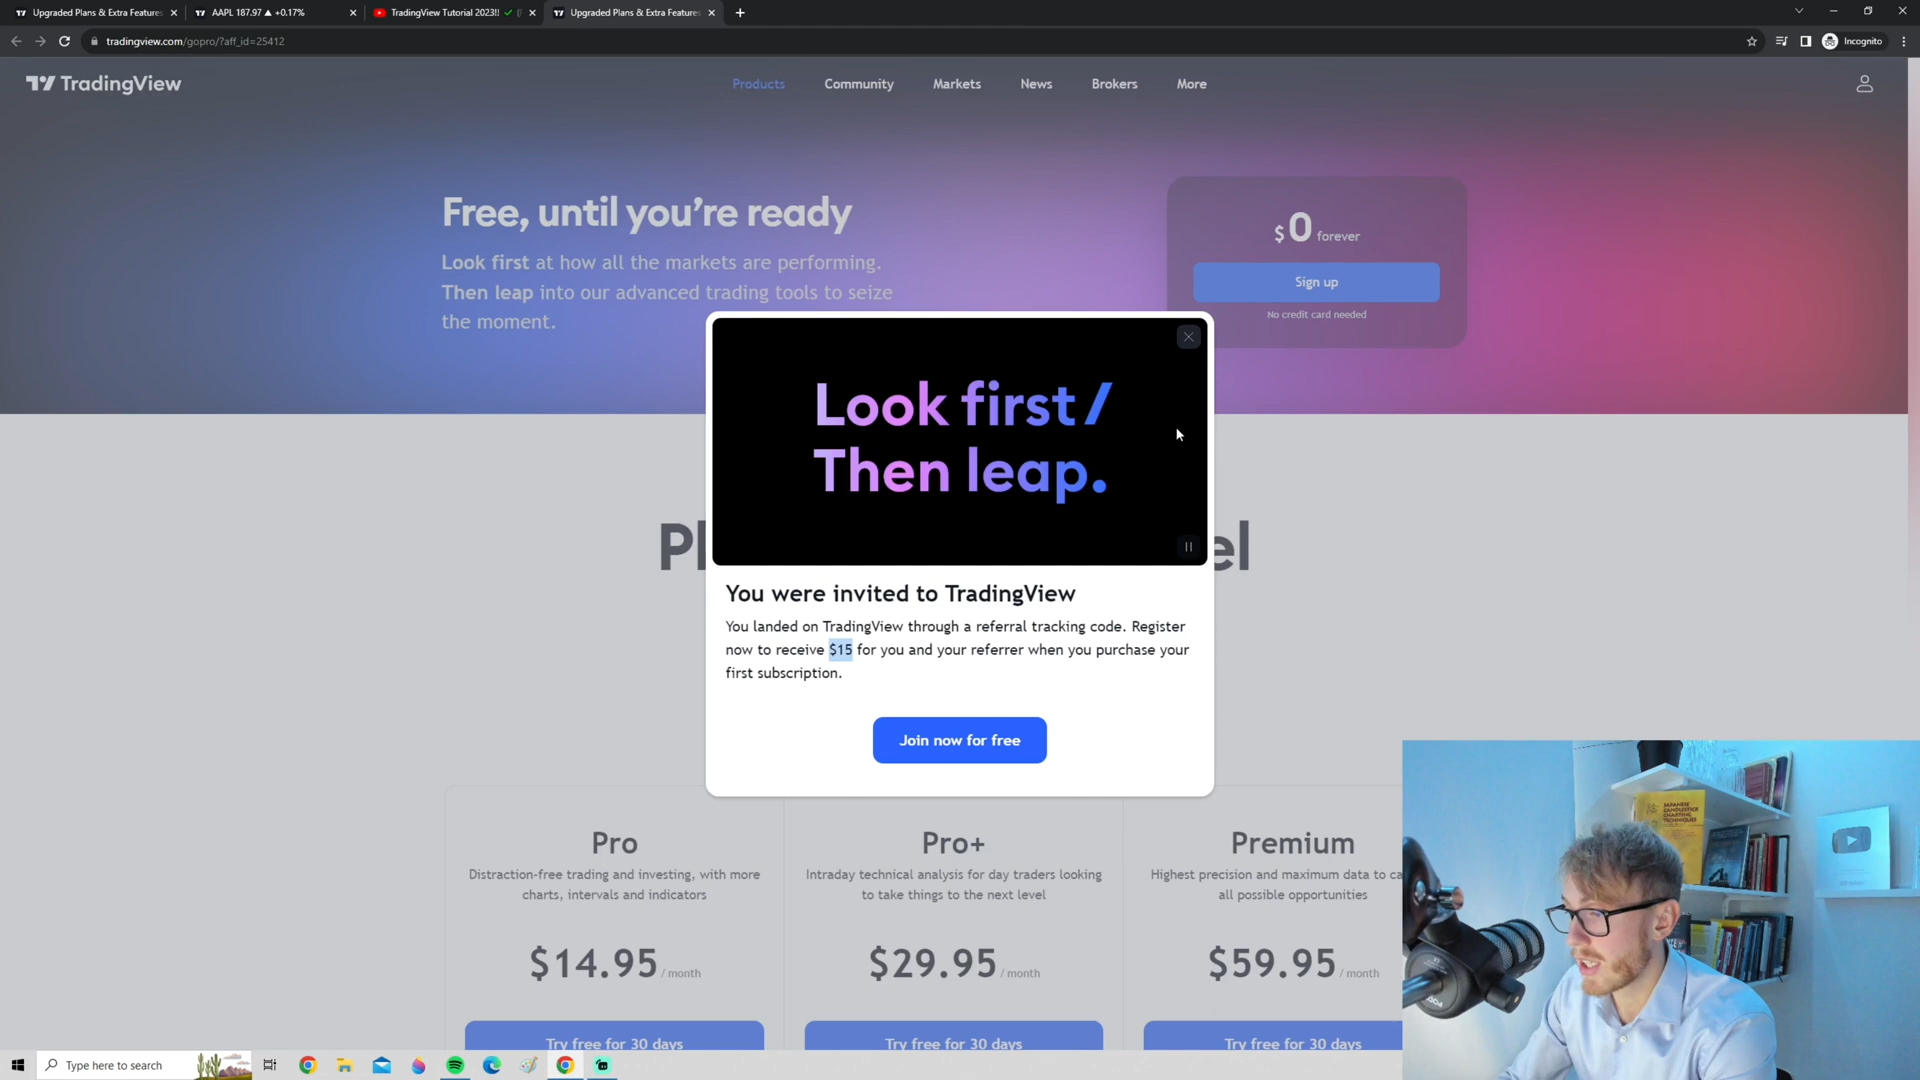 Upgraded Plans & Extra Features
AAPL 187.97 ▲ +0.17%
TradingView Tutorial 2023!! ✓
Upgraded Plans & Extra Features
tradingview.com/gopro/?aff_id=25412
Incognito
TradingView
Products
Community
Markets
News
Brokers
More
Free, until you're ready
Look first at how all the markets are performing.
Then leap into our advanced trading tools to seize
the moment.
$0 forever
Sign up
No credit card needed
Look first/
Then leap.
You were invited to TradingView
You landed on TradingView through a referral tracking code. Register
now to receive $15 for you and your referrer when you purchase your
first subscription.
Join now for free
Pro
Distraction-free trading and investing, with more
charts, intervals and indicators
$14.95 / month
Try free for 30 days
Pro+
Intraday technical analysis for day traders looking
to take things to the next level
$29.95 / month
Try free for 30 days
Premium
Highest precision and maximum data to ca
all possible opportunities
$59.95 / month
Try free for 30 days
JAPANESE
CANDLESTICK
CHARTING
TECHNIQUES
Type here to search